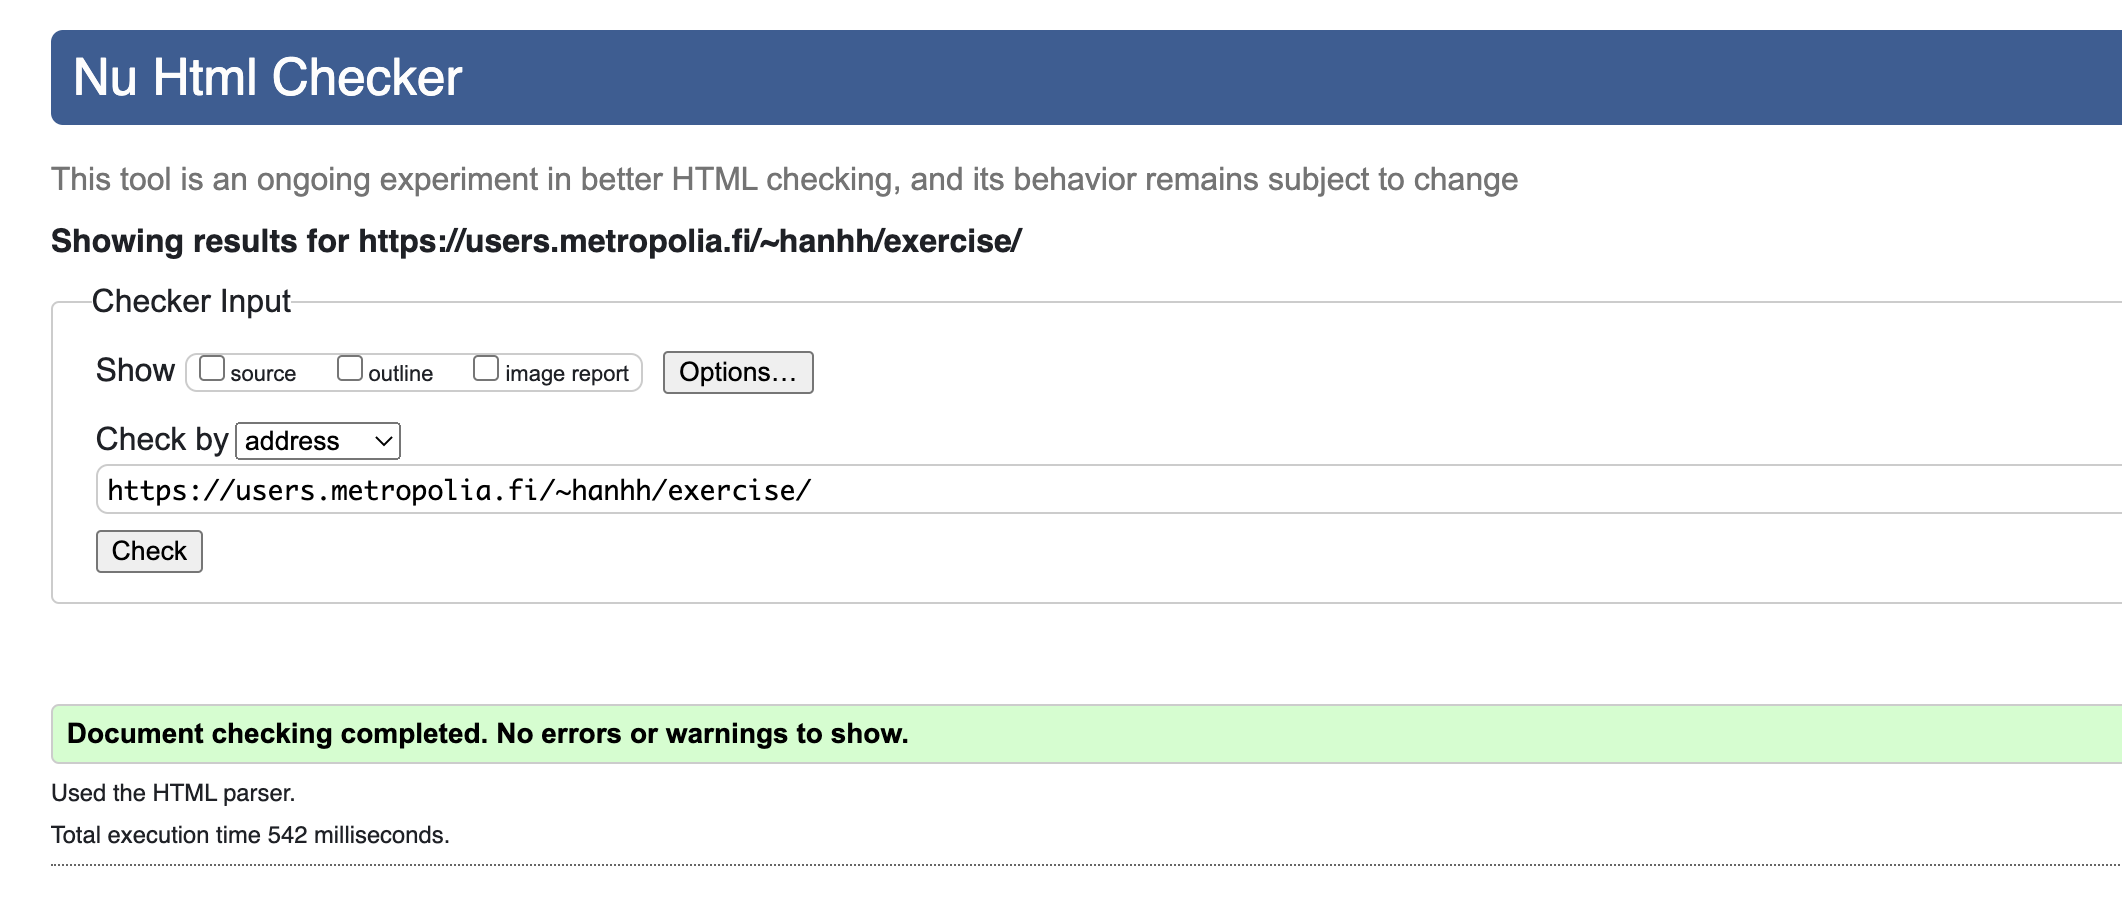 Nu Html Checker
This tool is an ongoing experiment in better HTML checking, and its behavior remains subject to change
Showing results for https://users.metropolia.fi/~hanhh/exercise/
Checker Input
Show source outline image report Options…
Check by address
https://users.metropolia.fi/~hanhh/exercise/
Check
Document checking completed. No errors or warnings to show.
Used the HTML parser.
Total execution time 542 milliseconds.